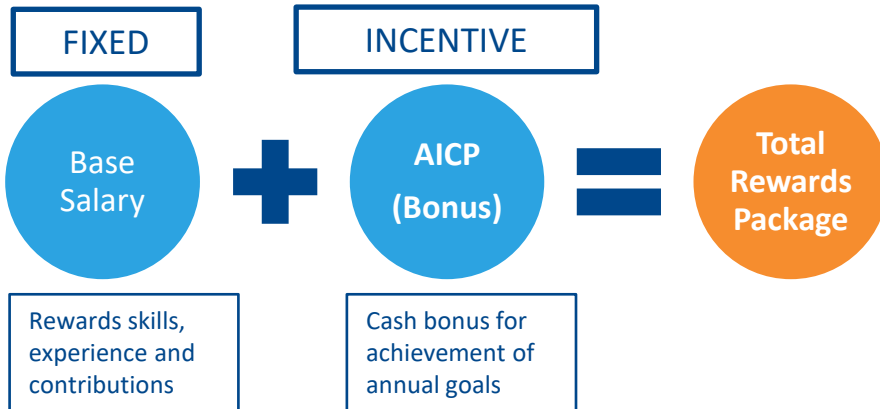 FIXED
INCENTIVE
Base
Salary
AICP
(Bonus)
Total
Rewards
Package
Rewards skills,
experience and
contributions
Cash bonus for
achievement of
annual goals